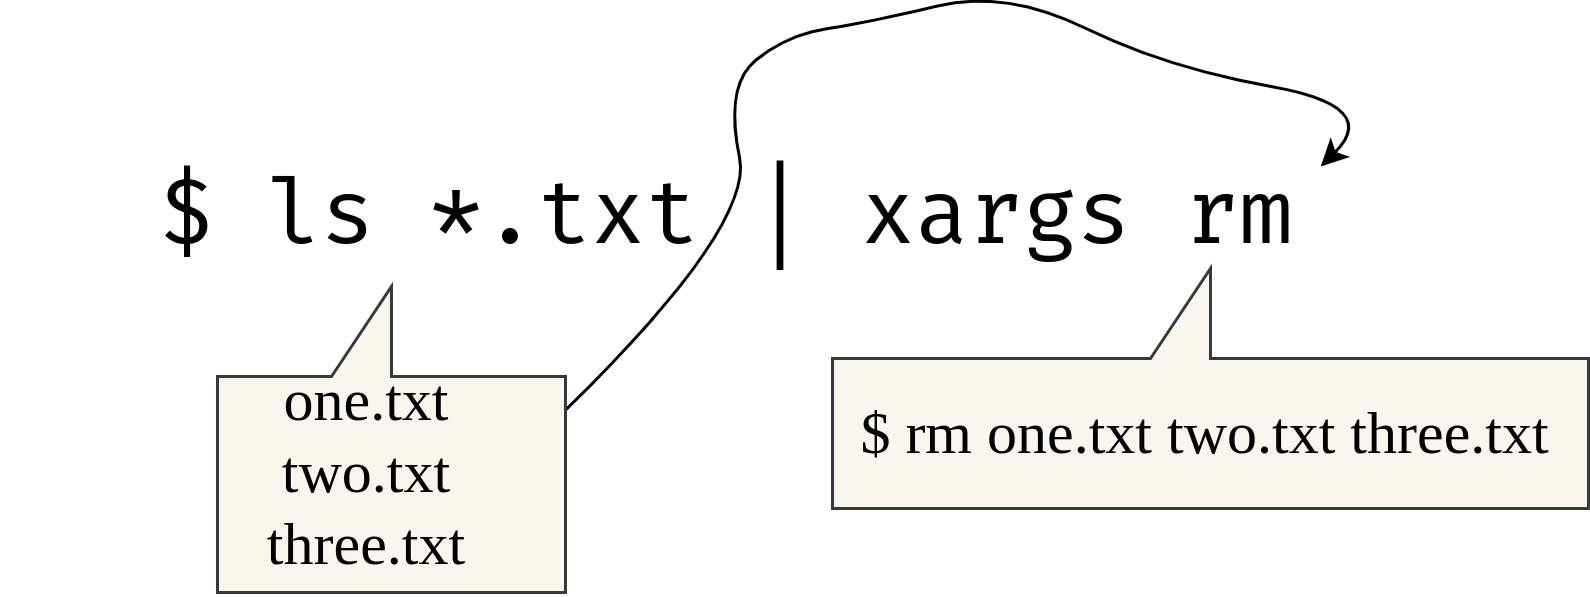 $ ls *.txt | xargs rm
one.txt
two.txt
three.txt
$ rm one.txt two.txt three.txt